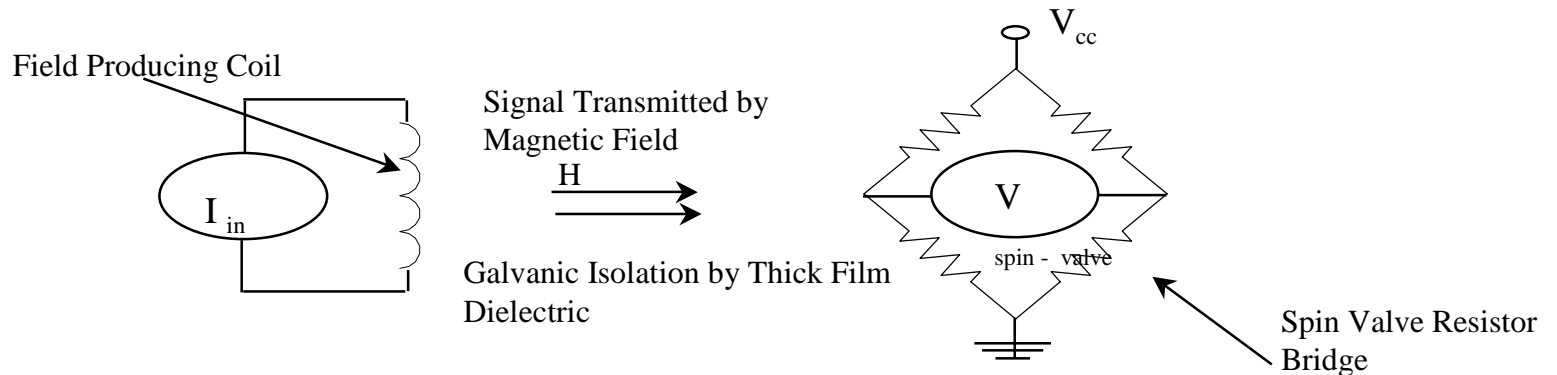 V cc
Field Producing Coil
Signal Transmitted by
Magnetic Field
H
I in
V
spin - valve
Galvanic Isolation by Thick Film
Dielectric
Spin Valve Resistor
Bridge